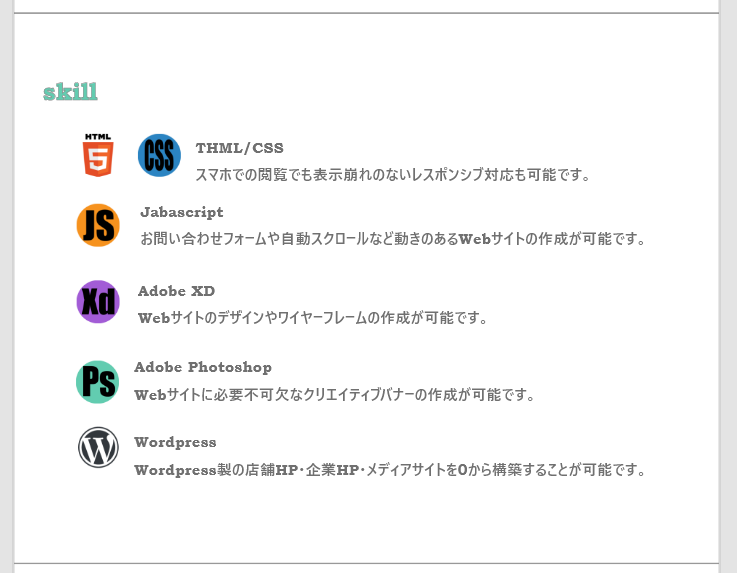 skill
HTML
5
CSS
THML/CSS
スマホでの閲覧でも表示崩れのないレスポンシブ対応も可能です。
JS
Jabascript
お問い合わせフォームや自動スクロールなど動きのあるWebサイトの作成が可能です。
Xd
Adobe XD
Webサイトのデザインやワイヤーフレームの作成が可能です。
Ps
Adobe Photoshop
Webサイトに必要不可欠なクリエイティブバナーの作成が可能です。
W
Wordpress
Wordpress製の店舗HP・企業HP・メディアサイトを0から構築することが可能です。